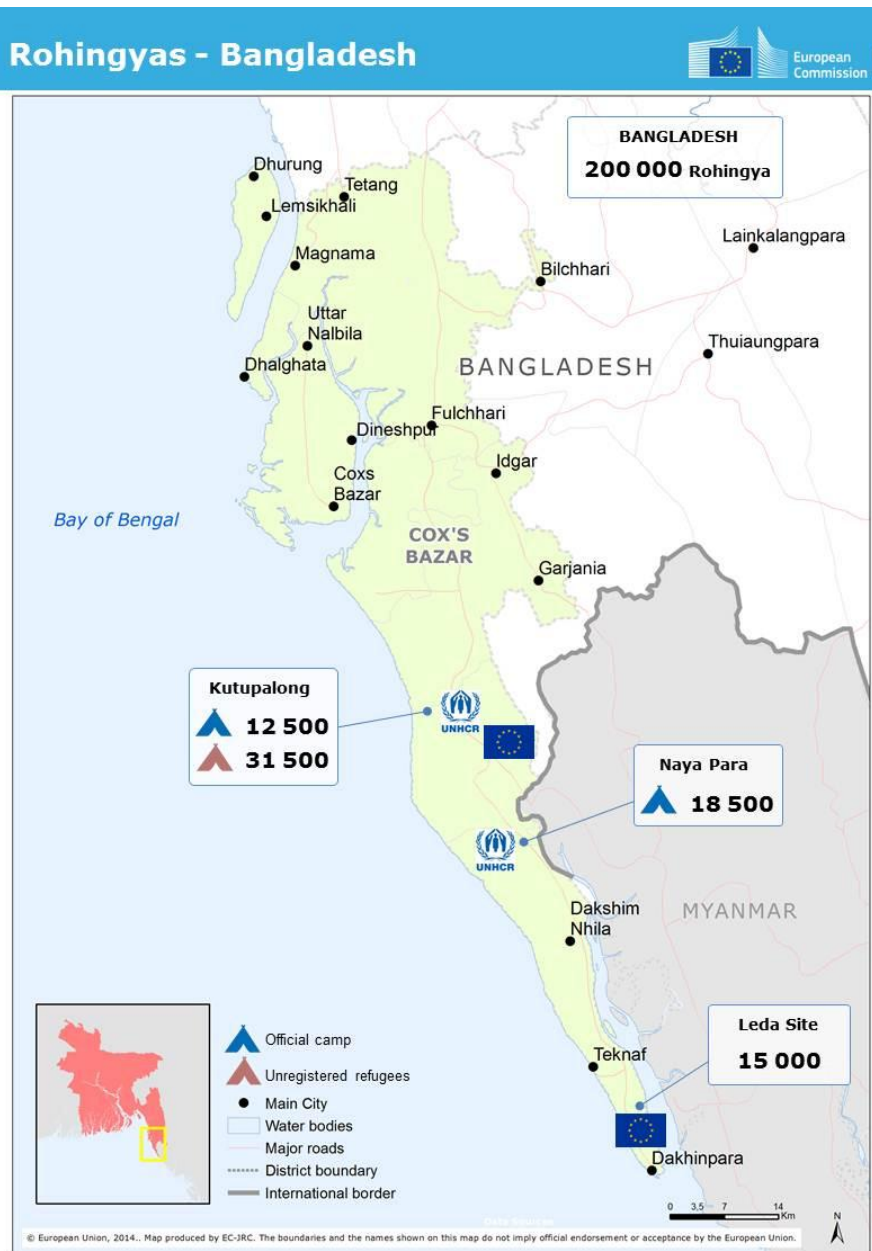 Rohingyas - Bangladesh
European
Commission
BANGLADESH
200 000 Rohingya
Dhurung
Tetang
Lemsikhali
Lainkalangpara
Magnama
Bilchhari
Uttar
Nalbila
Thuiaungpara
Dhalghata
BANGLADESH
Fulchhari
Dineshpur
Idgar
Coxs
Bazar
Bay of Bengal
COX'S
BAZAR
Garjania
Kutupalong
12 500
31 500
UNHCR
Naya Para
18 500
UNHCR
Dakshim
Nhila
MYANMAR
Leda Site
15 000
Teknaf
Dakhinpara
Official camp
Unregistered refugees
Main City
Water bodies
Major roads
District boundary
International border
0 3,5 7 14
Km
N
Data Sources
© European Union, 2014.. Map produced by EC-JRC. The boundaries and the names shown on this map do not imply official endorsement or acceptance by the European Union.